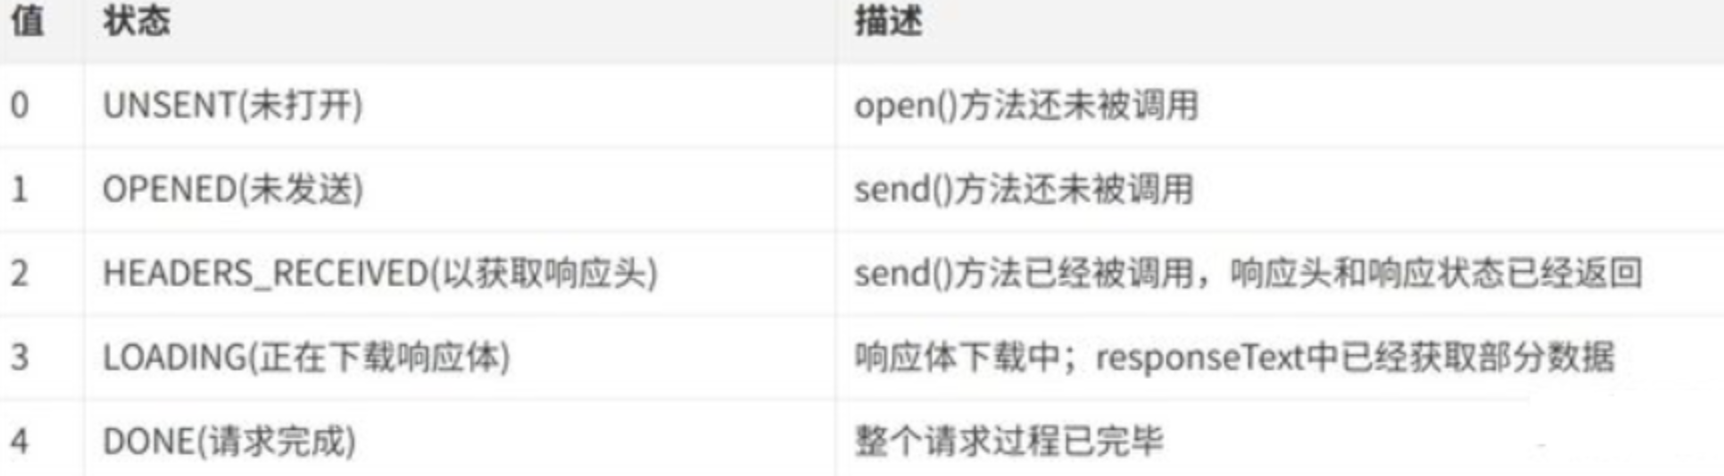 值 状态 描述
0 UNSENT(未打开) open()方法还未被调用
1 OPENED(未发送) send()方法还未被调用
2 HEADERS_RECEIVED(以获取响应头) send()方法已经被调用，响应头和响应状态已经返回
3 LOADING(正在下载响应体) 响应体下载中；responseText中已经获取部分数据
4 DONE(请求完成) 整个请求过程已完毕